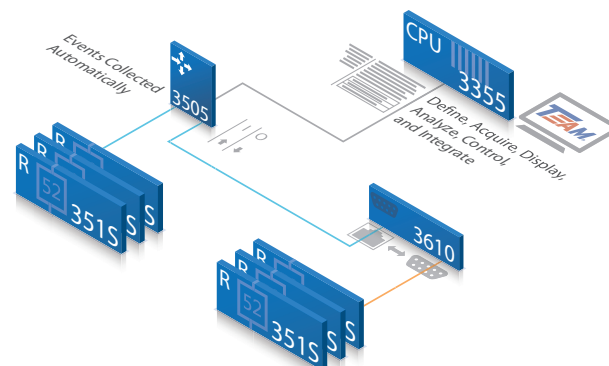 Events Collected
Automatically
3505
CPU
3355
TEAM
Define, Acquire, Display,
Analyze, Control,
and Integrate
R
R
R
52
351S
S
S
3610
R
R
R
52
351S
S
S